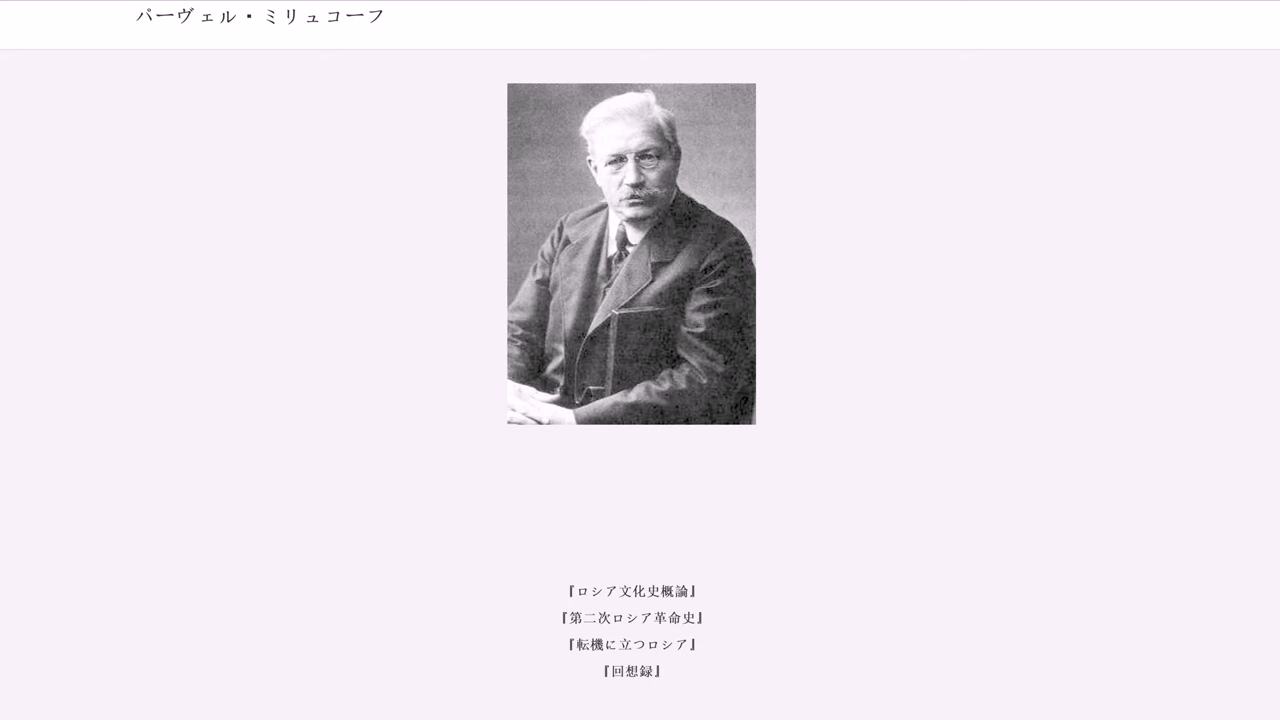 パーヴェル・ミリュコーフ
『ロシア文化史概論』
『第二次ロシア革命史』
『転機に立つロシア』
『回想録』